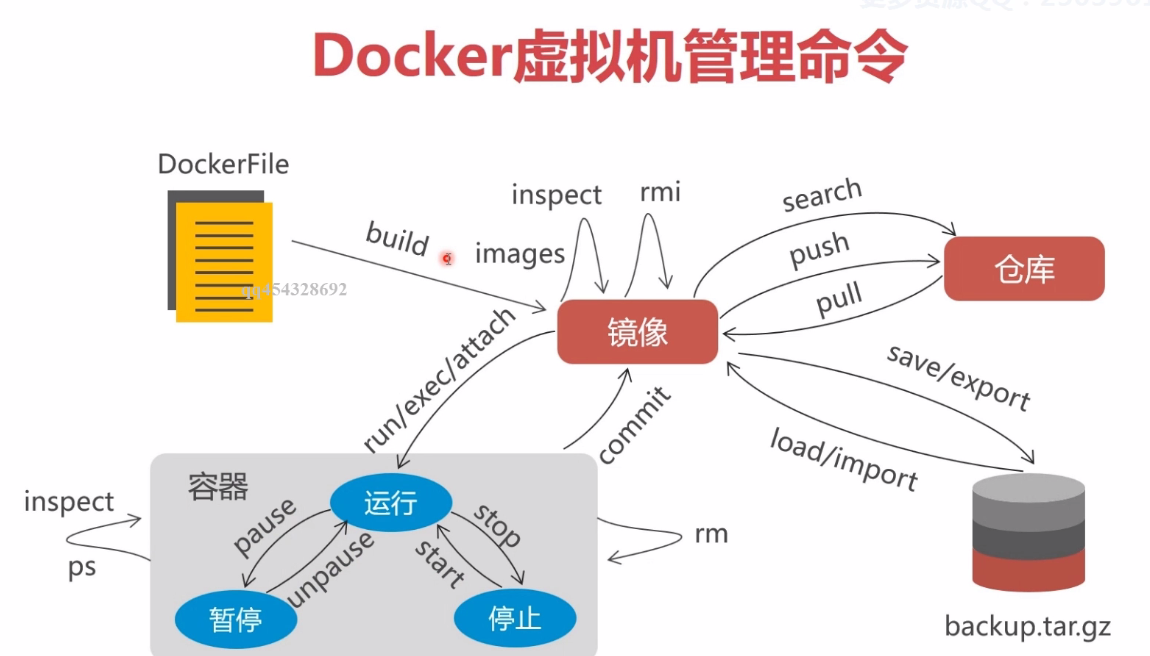 Docker虚拟机管理命令
DockerFile
inspect
rmi
search
build
images
push
仓库
qq454328692
pull
镜像
run/exec/attach
save/export
commit
load/import
容器
inspect
运行
pause
stop
rm
ps
unpause
start
暂停
停止
backup.tar.gz